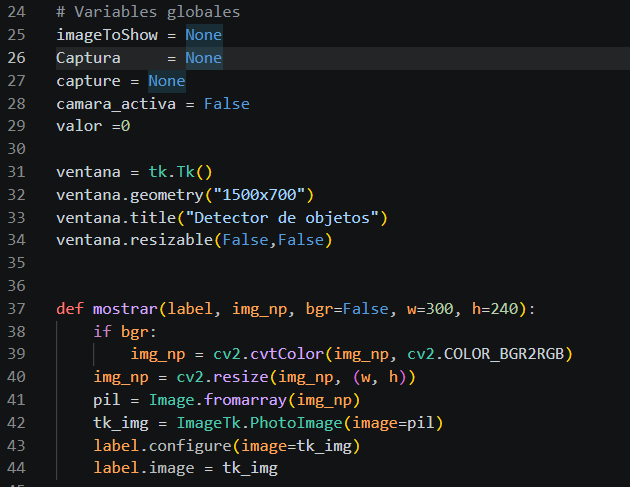 24 # Variables globales
25 imageToShow = None
26 Captura     = None
27 capture = None
28 camara_activa = False
29 valor =0
30
31 ventana = tk.Tk()
32 ventana.geometry("1500x700")
33 ventana.title("Detector de objetos")
34 ventana.resizable(False,False)
35
36
37 def mostrar(label, img_np, bgr=False, w=300, h=240):
38     if bgr:
39         img_np = cv2.cvtColor(img_np, cv2.COLOR_BGR2RGB)
40     img_np = cv2.resize(img_np, (w, h))
41     pil = Image.fromarray(img_np)
42     tk_img = ImageTk.PhotoImage(image=pil)
43     label.configure(image=tk_img)
44     label.image = tk_img